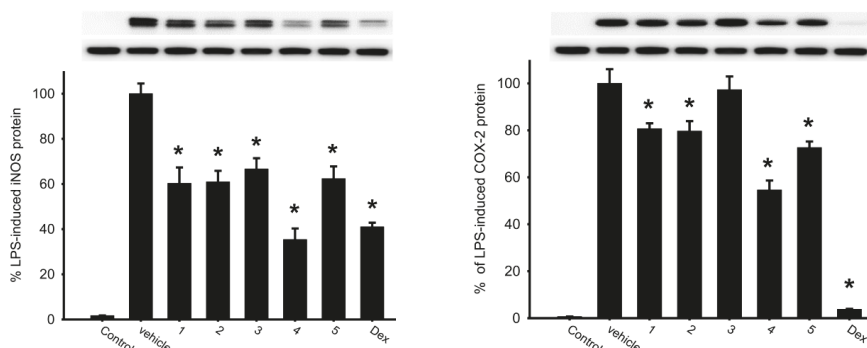 % LPS-induced iNOS protein
100
80
60
40
20
0
* * * * * *
Control vehicle 1 2 3 4 5 Dex
% of LPS-induced COX-2 protein
100
80
60
40
20
0
* * * * *
Control vehicle 1 2 3 4 5 Dex